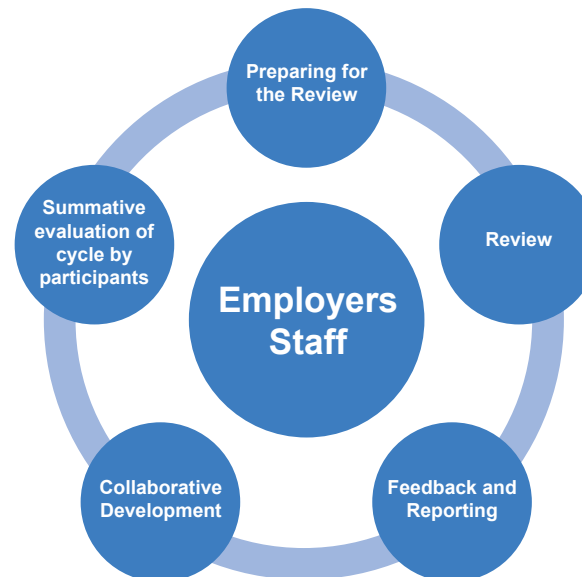 Preparing for
the Review
Review
Feedback and
Reporting
Collaborative
Development
Summative
evaluation of
cycle by
participants
Employers
Staff